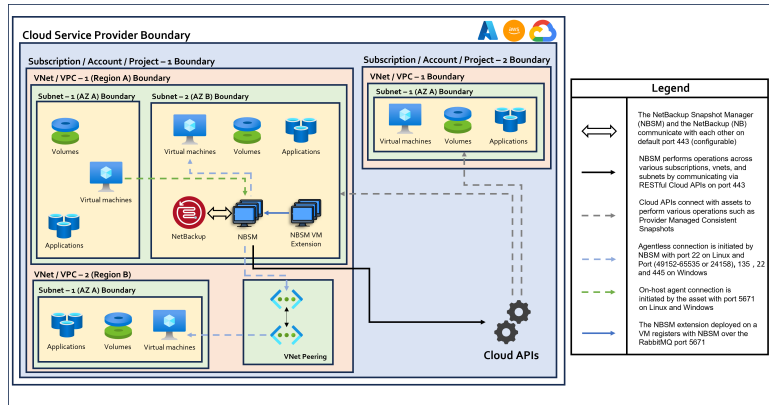 Cloud Service Provider Boundary
aws
Subscription / Account / Project – 1 Boundary
VNet / VPC – 1 (Region A) Boundary
Subnet – 1 (AZ A) Boundary
Volumes
Virtual machines
Applications
Subnet – 2 (AZ B) Boundary
Virtual machines
Volumes
Applications
NetBackup
NBSM
NBSM VM
Extension
VNet / VPC – 2 (Region B)
Subnet – 1 (AZ A) Boundary
Applications
Volumes
Virtual machines
VNet Peering
Subscription / Account / Project – 2 Boundary
VNet / VPC – 1 Boundary
Subnet – 1 (AZ A) Boundary
Virtual machines
Volumes
Applications
Cloud APIs
Legend
The NetBackup Snapshot Manager
(NBSM) and the NetBackup (NB)
communicate with each other on
default port 443 (configurable)
NBSM performs operations across
various subscriptions, vnets, and
subnets by communicating via
RESTful Cloud APIs on port 443
Cloud APIs connect with assets to
perform various operations such as
Provider Managed Consistent
Snapshots
Agentless connection is initiated by
NBSM with port 22 on Linux and
Port (49152-65535 or 24158), 135 , 22
and 445 on Windows
On-host agent connection is
initiated by the asset with port 5671
on Linux and Windows
The NBSM extension deployed on a
VM registers with NBSM over the
RabbitMQ port 5671